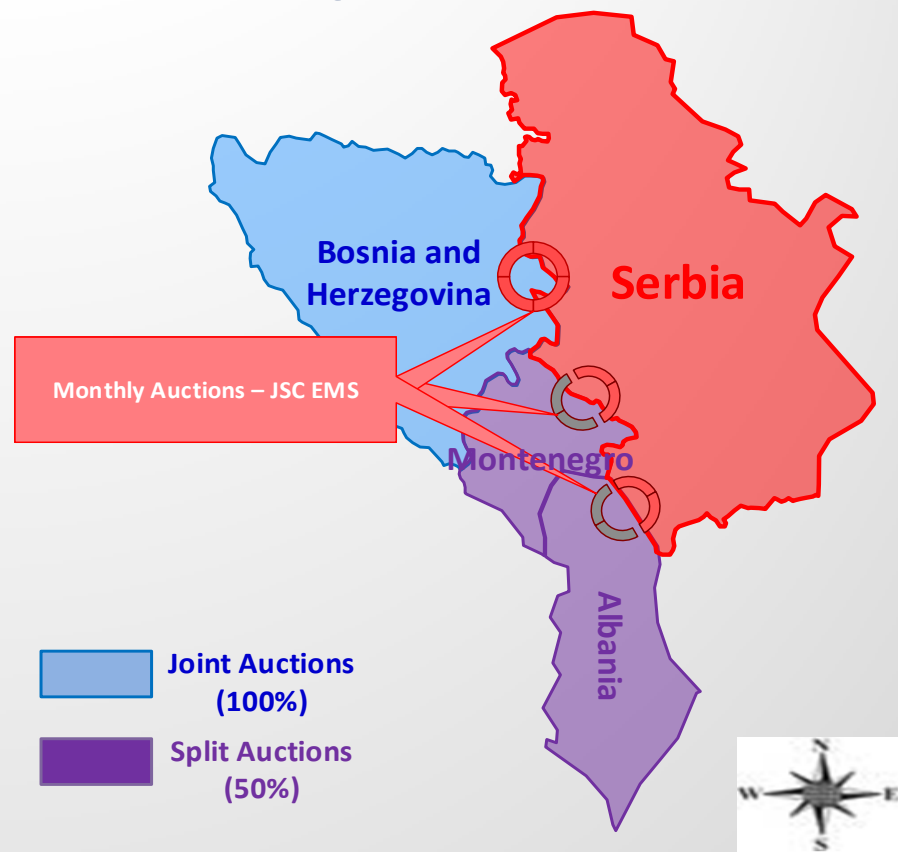 Bosnia and
Herzegovina
Serbia
Monthly Auctions – JSC EMS
Montenegro
Albania
Joint Auctions
(100%)
Split Auctions
(50%)
N
W
E
S